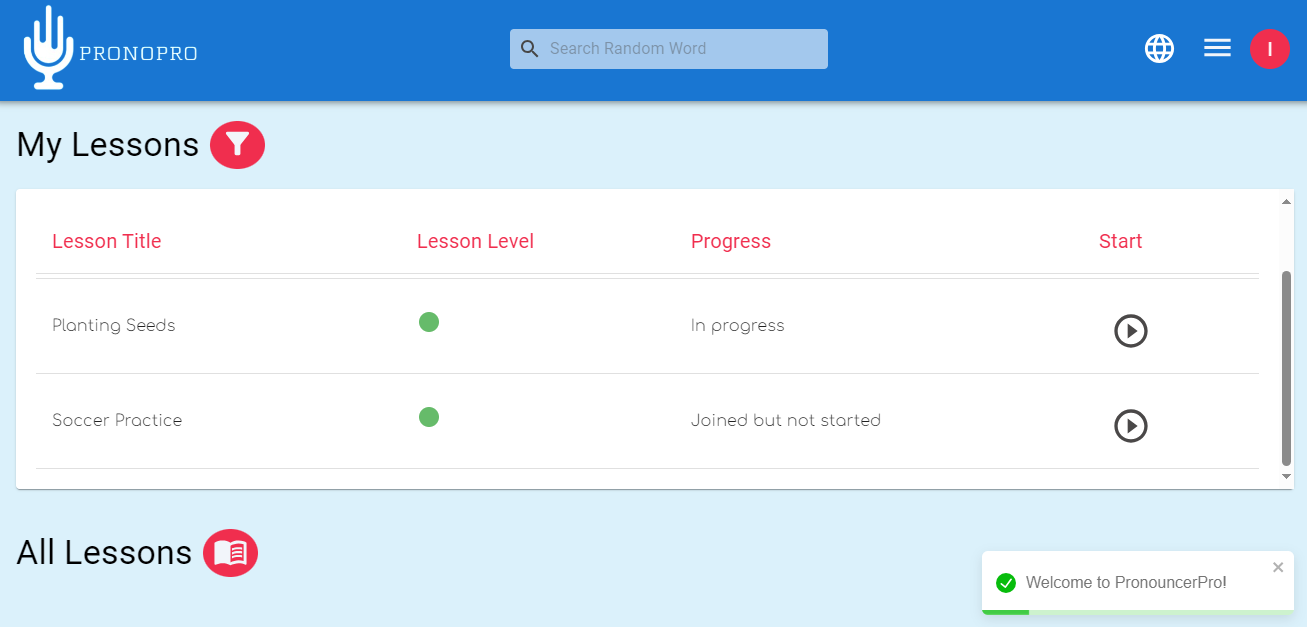 PRONOPRO
Search Random Word
I
My Lessons
Lesson Title Lesson Level Progress Start
Planting Seeds In progress
Soccer Practice Joined but not started
All Lessons
Welcome to PronouncerPro!